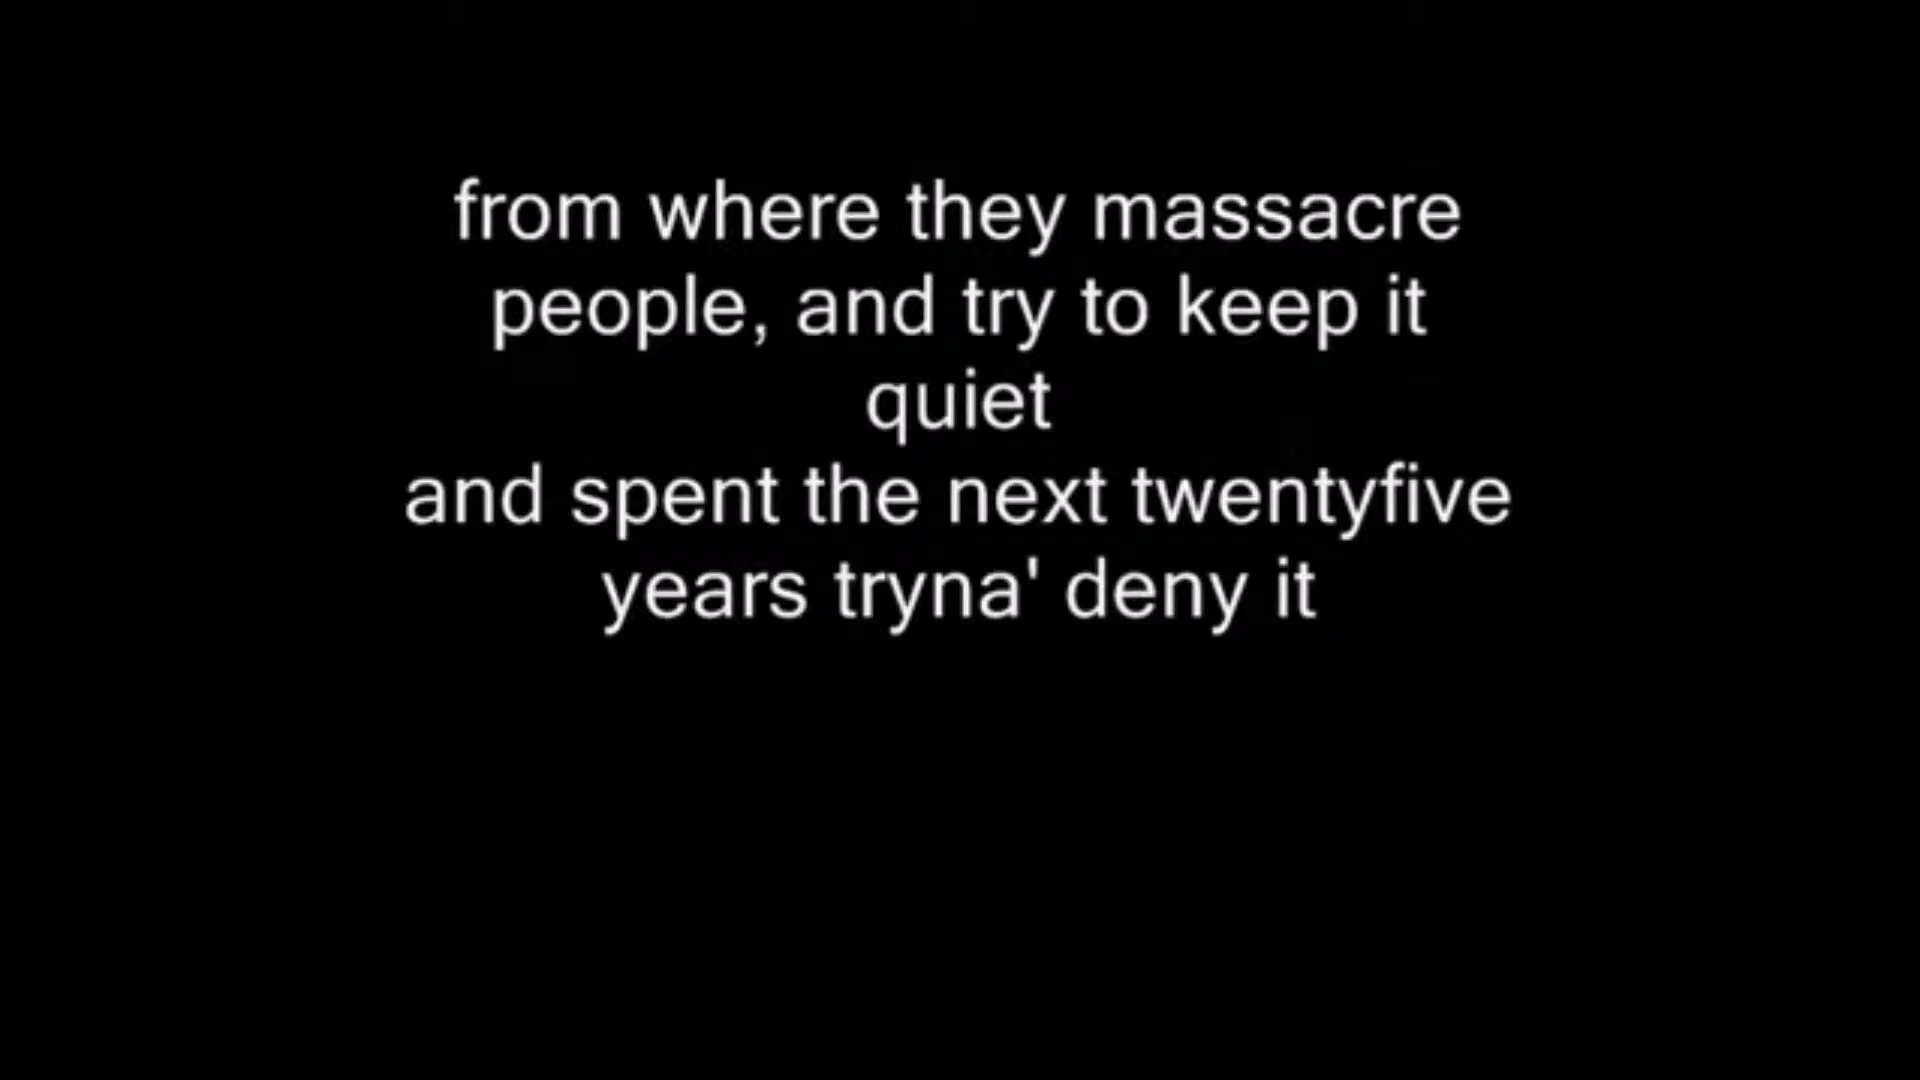 from where they massacre
people, and try to keep it
quiet
and spent the next twentyfive
years tryna' deny it